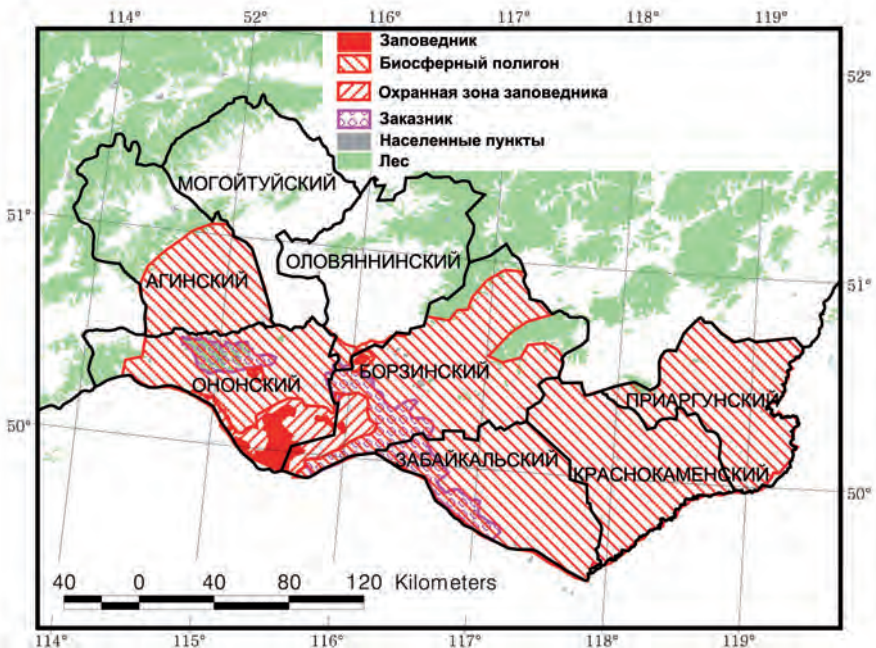 114° 52° 116° 117° 118° 119°
Заповедник
Биосферный полигон
Охранная зона заповедника
Заказник
Населенные пункты
Лес
52°
52°
МОГОЙТУЙСКИЙ
51°
ОЛОВЯННИНСКИЙ
АГИНСКИЙ
51°
БОРЗИНСКИЙ
ОНОНСКИЙ
ПРИАРГУНСКИЙ
50°
ЗАБАЙКАЛЬСКИЙ
КРАСНОКАМЕНСКИЙ
50°
40 0 40 80 120 Kilometers
114° 115° 116° 117° 118° 119°